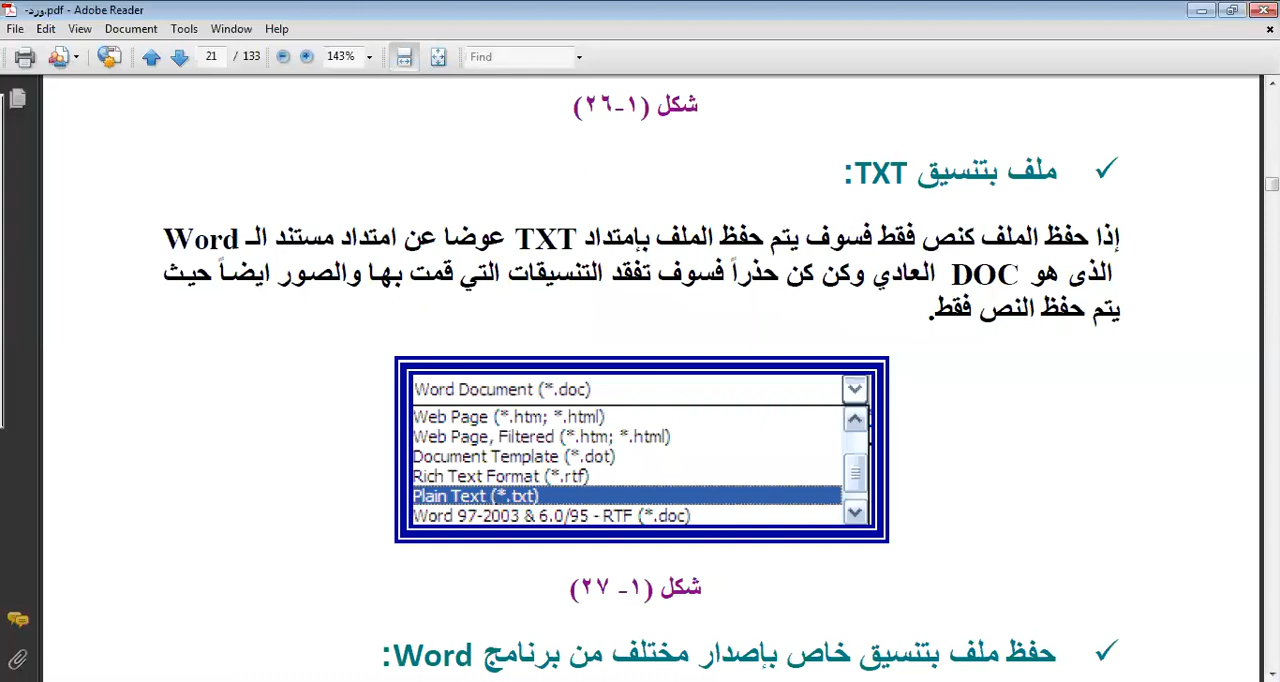 ورد.pdf - Adobe Reader
File Edit View Document Tools Window Help
21 / 133 143% Find
شكل (١-٢٦)
✓ ملف بتنسيق TXT:
إذا حفظ الملف كنص فقط فسوف يتم حفظ الملف بإمتداد TXT عوضا عن امتداد مستند الـ Word
الذى هو DOC العادي وكن كن حذراً فسوف تفقد التنسيقات التي قمت بها والصور ايضاً حيث
يتم حفظ النص فقط.
Word Document (*.doc)
Web Page (*.htm; *.html)
Web Page, Filtered (*.htm; *.html)
Document Template (*.dot)
Rich Text Format (*.rtf)
Plain Text (*.txt)
Word 97-2003 & 6.0/95 - RTF (*.doc)
شكل (١- ٢٧)
✓ حفظ ملف بتنسيق خاص بإصدار مختلف من برنامج Word: